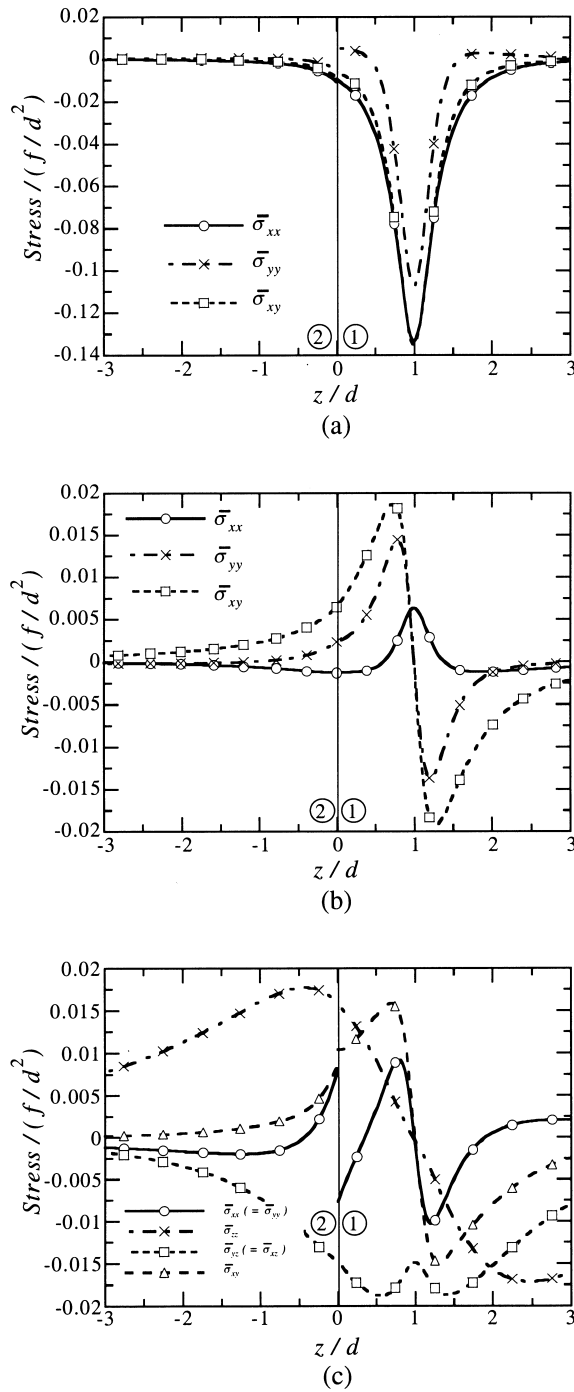 0.02
0
-0.02
-0.04
-0.06
-0.08
-0.1
-0.12
-0.14
Stress / ( f / d² )
σ̄xx
σ̄yy
σ̄xy
② ①
-3 -2 -1 0 1 2 3
z / d
(a)
0.02
0.015
0.01
0.005
0
-0.005
-0.01
-0.015
-0.02
Stress / ( f / d² )
σ̄xx
σ̄yy
σ̄xy
② ①
-3 -2 -1 0 1 2 3
z / d
(b)
0.02
0.015
0.01
0.005
0
-0.005
-0.01
-0.015
-0.02
Stress / ( f / d² )
σ̄xx ( = σ̄yy )
σ̄zz
σ̄yz ( = σ̄xz )
σ̄xy
② ①
-3 -2 -1 0 1 2 3
z / d
(c)